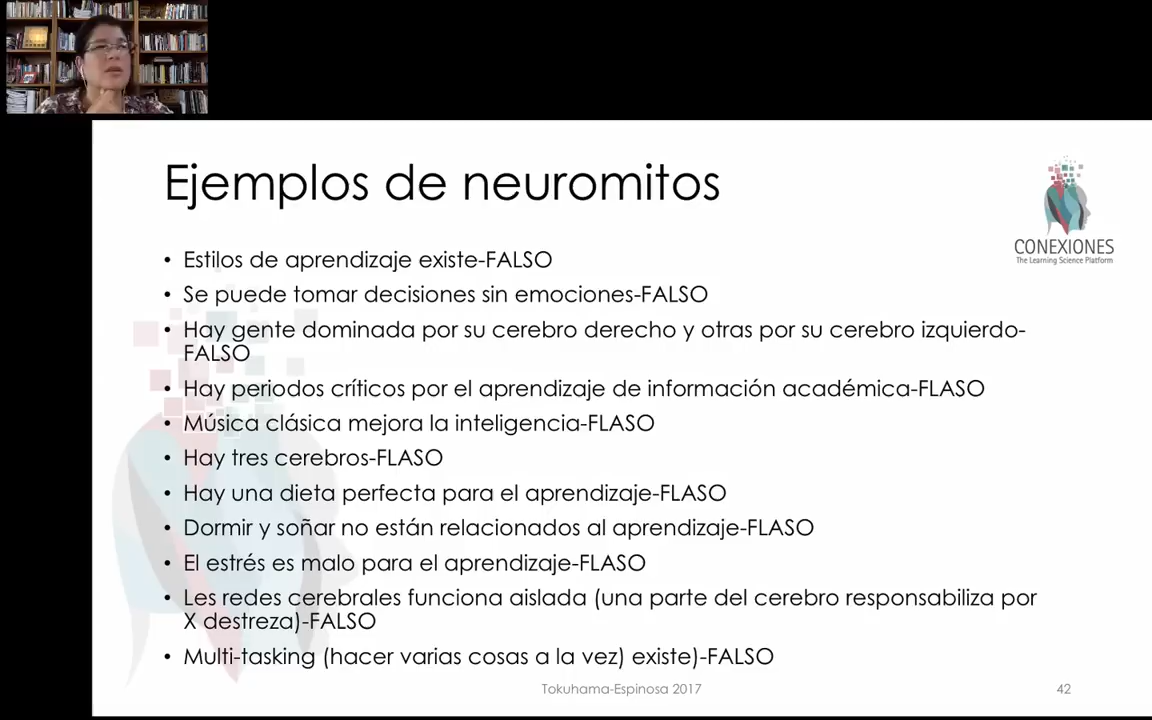 Ejemplos de neuromitos
CONEXIONES
The Learning Science Platform
• Estilos de aprendizaje existe-FALSO
• Se puede tomar decisiones sin emociones-FALSO
• Hay gente dominada por su cerebro derecho y otras por su cerebro izquierdo-
FALSO
• Hay periodos críticos por el aprendizaje de información académica-FLASO
• Música clásica mejora la inteligencia-FLASO
• Hay tres cerebros-FLASO
• Hay una dieta perfecta para el aprendizaje-FLASO
• Dormir y soñar no están relacionados al aprendizaje-FLASO
• El estrés es malo para el aprendizaje-FLASO
• Les redes cerebrales funciona aislada (una parte del cerebro responsabiliza por
X destreza)-FALSO
• Multi-tasking (hacer varias cosas a la vez) existe)-FALSO
Tokuhama-Espinosa 2017
42